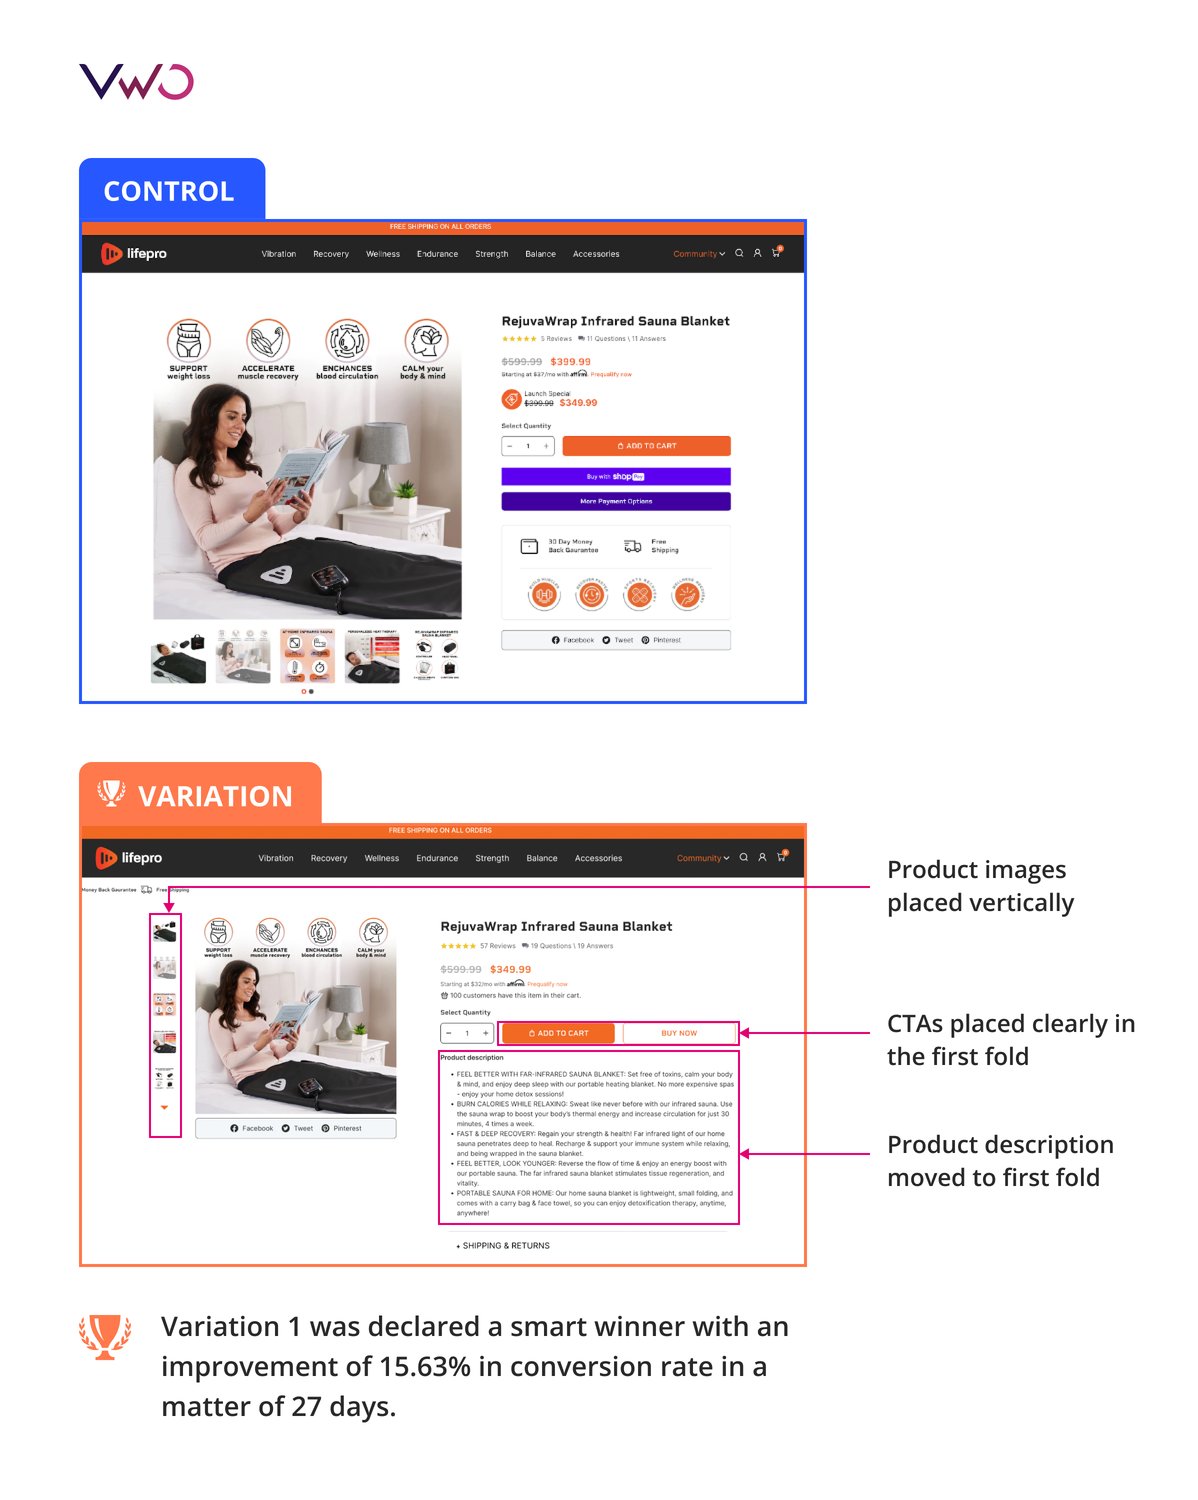 VWO
CONTROL
FREE SHIPPING ON ALL ORDERS
lifepro
Vibration Recovery Wellness Endurance Strength Balance Accessories
Community
0
SUPPORT
weight loss
ACCELERATE
muscle recovery
ENCHANCES
blood circulation
CALM your
body & mind
RejuvaWrap Infrared Sauna Blanket
5 Reviews 11 Questions \ 11 Answers
$599.99 $399.99
Starting at $37/mo with affirm. Prequalify now
Launch Special
$399.99 $349.99
Select Quantity
− 1 +
ADD TO CART
Buy with shop Pay
More Payment Options
30 Day Money
Back Gaurantee
Free
Shipping
BUILD MUSCLES
RECOVER FASTER
SPORTS RECOVERY
WELLNESS RECOVERY
Facebook Tweet Pinterest
VARIATION
FREE SHIPPING ON ALL ORDERS
lifepro
Vibration Recovery Wellness Endurance Strength Balance Accessories
Community
0
Money Back Gaurantee Free Shipping
SUPPORT
weight loss
ACCELERATE
muscle recovery
ENCHANCES
blood circulation
CALM your
body & mind
Facebook Tweet Pinterest
RejuvaWrap Infrared Sauna Blanket
57 Reviews 19 Questions \ 19 Answers
$599.99 $349.99
Starting at $32/mo with affirm. Prequalify now
100 customers have this item in their cart.
Select Quantity
− 1 +
ADD TO CART
BUY NOW
Product description
• FEEL BETTER WITH FAR-INFRARED SAUNA BLANKET: Set free of toxins, calm your body
& mind, and enjoy deep sleep with our portable heating blanket. No more expensive spas
- enjoy your home detox sessions!
• BURN CALORIES WHILE RELAXING: Sweat like never before with our infrared sauna. Use
the sauna wrap to boost your body's thermal energy and increase circulation for just 30
minutes, 4 times a week.
• FAST & DEEP RECOVERY: Regain your strength & health! Far infrared light of our home
sauna penetrates deep to heal. Recharge & support your immune system while relaxing,
and being wrapped in the sauna blanket.
• FEEL BETTER, LOOK YOUNGER: Reverse the flow of time & enjoy an energy boost with
our portable sauna. The far infrared sauna blanket stimulates tissue regeneration, and
vitality.
• PORTABLE SAUNA FOR HOME: Our home sauna blanket is lightweight, small folding, and
comes with a carry bag & face towel, so you can enjoy detoxification therapy, anytime,
anywhere!
+ SHIPPING & RETURNS
Product images
placed vertically
CTAs placed clearly in
the first fold
Product description
moved to first fold
Variation 1 was declared a smart winner with an
improvement of 15.63% in conversion rate in a
matter of 27 days.